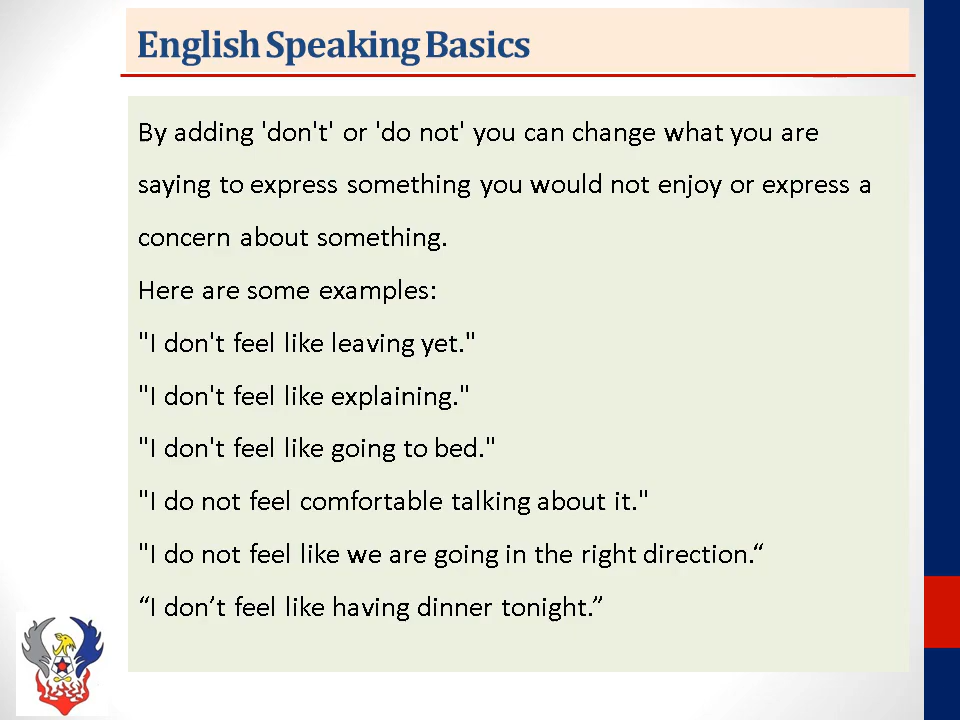 English Speaking Basics
By adding 'don't' or 'do not' you can change what you are
saying to express something you would not enjoy or express a
concern about something.
Here are some examples:
"I don't feel like leaving yet."
"I don't feel like explaining."
"I don't feel like going to bed."
"I do not feel comfortable talking about it."
"I do not feel like we are going in the right direction.“
“I don’t feel like having dinner tonight.”